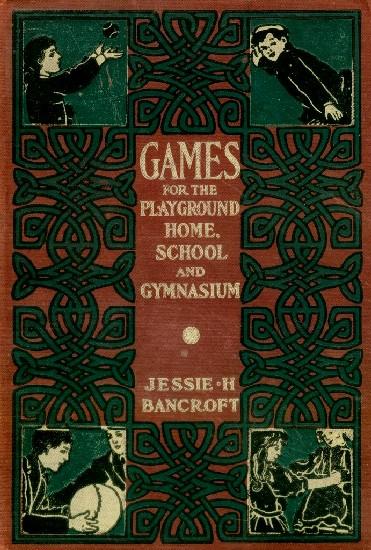 GAMES
FOR THE
PLAYGROUND
HOME.
SCHOOL
AND
GYMNASIUM
JESSIE·H
BANCROFT